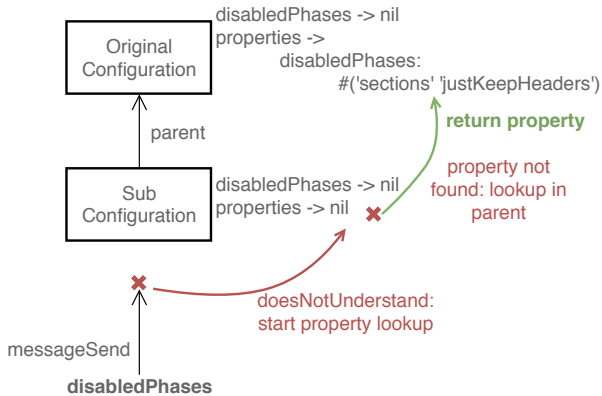 disabledPhases -> nil
properties ->
disabledPhases:
#('sections' 'justKeepHeaders')
Original
Configuration
return property
parent
property not
found: lookup in
parent
disabledPhases -> nil
properties -> nil
Sub
Configuration
doesNotUnderstand:
start property lookup
messageSend
disabledPhases